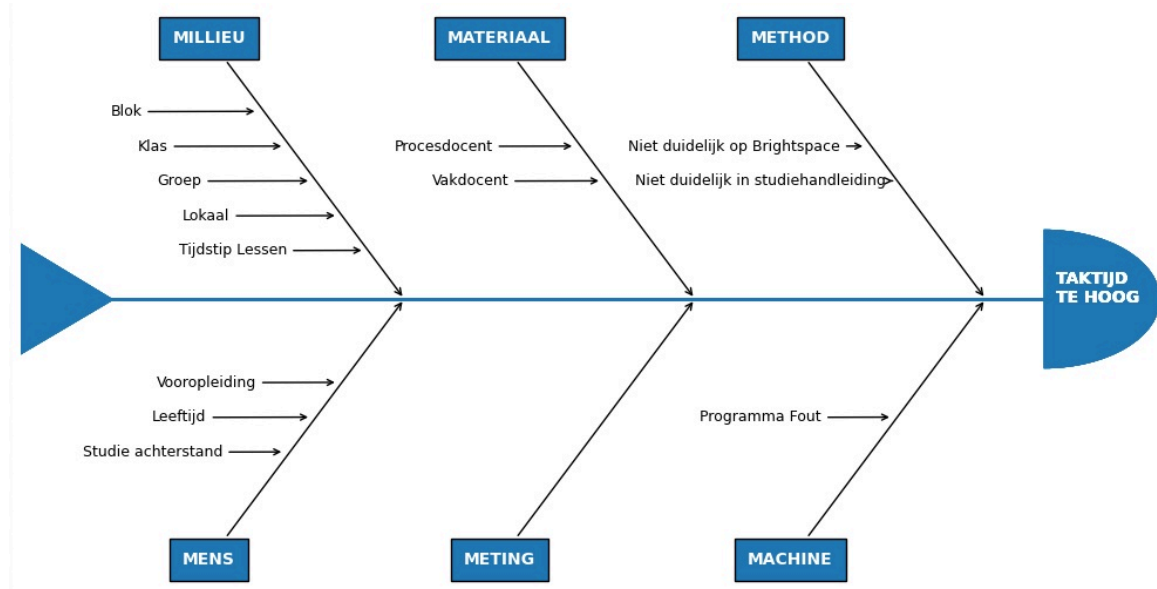 MILLIEU
MATERIAAL
METHOD
Blok
Klas
Procesdocent
Niet duidelijk op Brightspace
Groep
Vakdocent
Niet duidelijk in studiehandleiding
Lokaal
Tijdstip Lessen
TAKTIJD
TE HOOG
Vooropleiding
Leeftijd
Programma Fout
Studie achterstand
MENS
METING
MACHINE